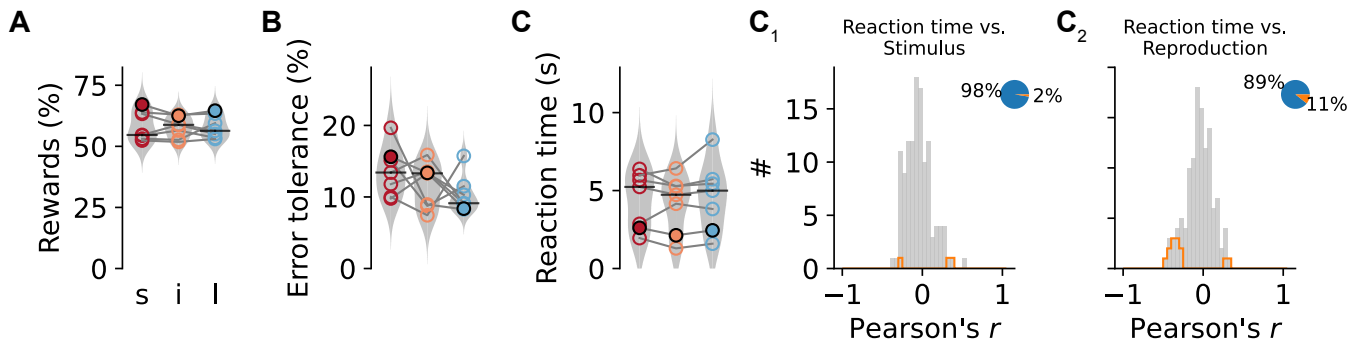 A
Rewards (%)
75
50
25
0
s i l
B
Error tolerance (%)
20
10
0
C
Reaction time (s)
10
5
0
C1
Reaction time vs.
Stimulus
98%
2%
#
15
10
5
0
−1 0 1
Pearson's r
C2
Reaction time vs.
Reproduction
89%
11%
−1 0 1
Pearson's r